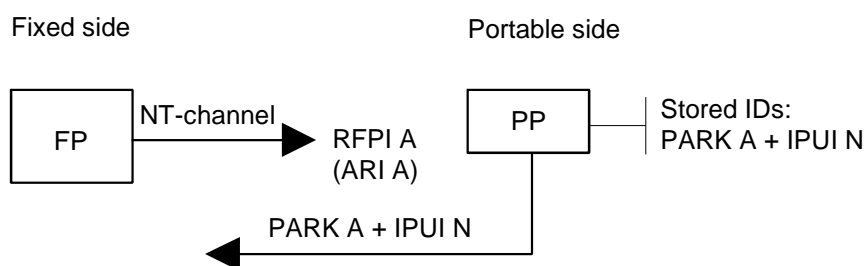 Fixed side
Portable side
FP
NT-channel
RFPI A
(ARI A)
PP
Stored IDs:
PARK A + IPUI N
PARK A + IPUI N